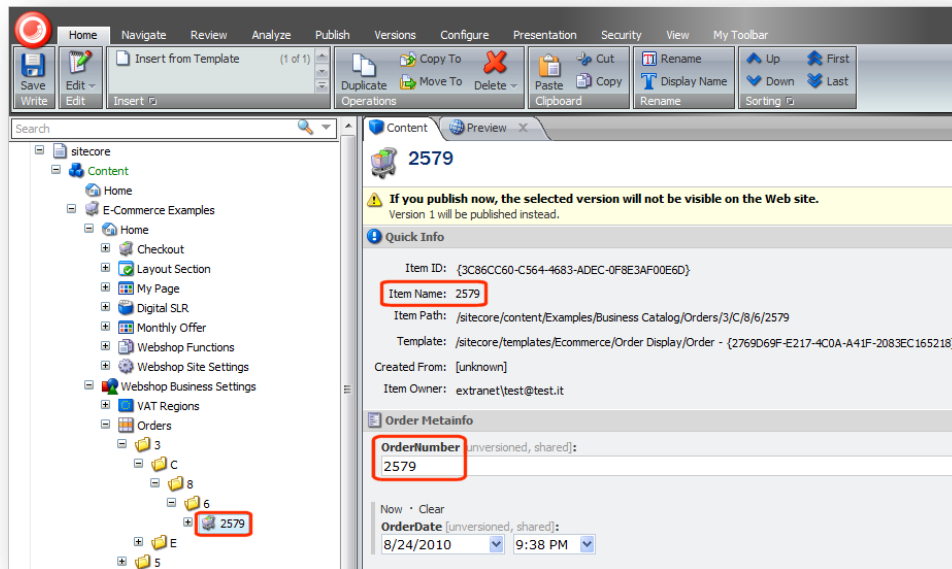 Home Navigate Review Analyze Publish Versions Configure Presentation Security View My Toolbar
Save
Write
Edit
Edit
Insert from Template (1 of 1)
Insert
Duplicate
Copy To
Move To
Delete
Operations
Paste
Cut
Copy
Clipboard
Rename
Display Name
Rename
Up First
Down Last
Sorting
Search
sitecore
Content
Home
E-Commerce Examples
Home
Checkout
Layout Section
My Page
Digital SLR
Monthly Offer
Webshop Functions
Webshop Site Settings
Webshop Business Settings
VAT Regions
Orders
3
C
8
6
2579
E
5
Content Preview X
2579
If you publish now, the selected version will not be visible on the Web site.
Version 1 will be published instead.
Quick Info
Item ID: {3C86CC60-C564-4683-ADEC-0F8E3AF00E6D}
Item Name: 2579
Item Path: /sitecore/content/Examples/Business Catalog/Orders/3/C/8/6/2579
Template: /sitecore/templates/Ecommerce/Order Display/Order - {2769D69F-E217-4C0A-A41F-2083EC165218}
Created From: [unknown]
Item Owner: extranet\test@test.it
Order Metainfo
OrderNumber [unversioned, shared]:
2579
Now · Clear
OrderDate [unversioned, shared]:
8/24/2010 9:38 PM